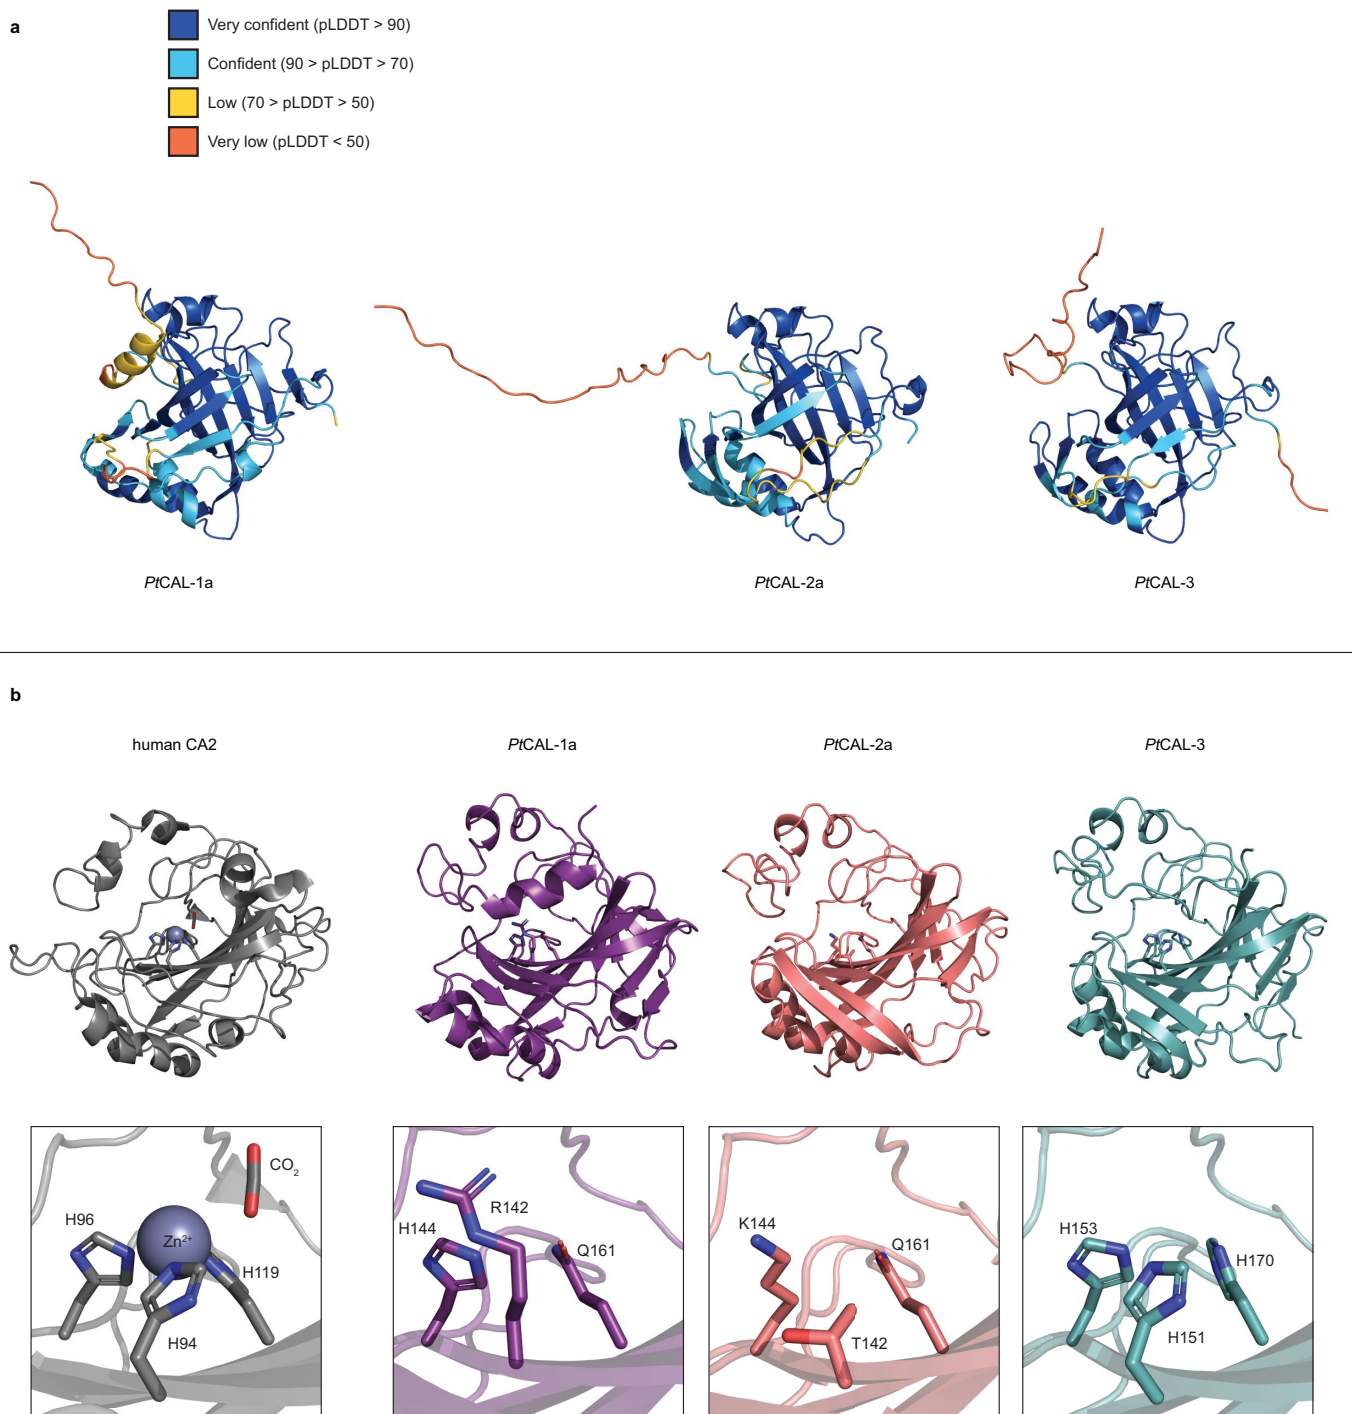 a
Very confident (pLDDT > 90)
Confident (90 > pLDDT > 70)
Low (70 > pLDDT > 50)
Very low (pLDDT < 50)
PtCAL-1a
PtCAL-2a
PtCAL-3
b
human CA2
PtCAL-1a
PtCAL-2a
PtCAL-3
CO₂
H96
Zn²⁺
H119
H94
R142
H144
Q161
K144
Q161
T142
H153
H170
H151